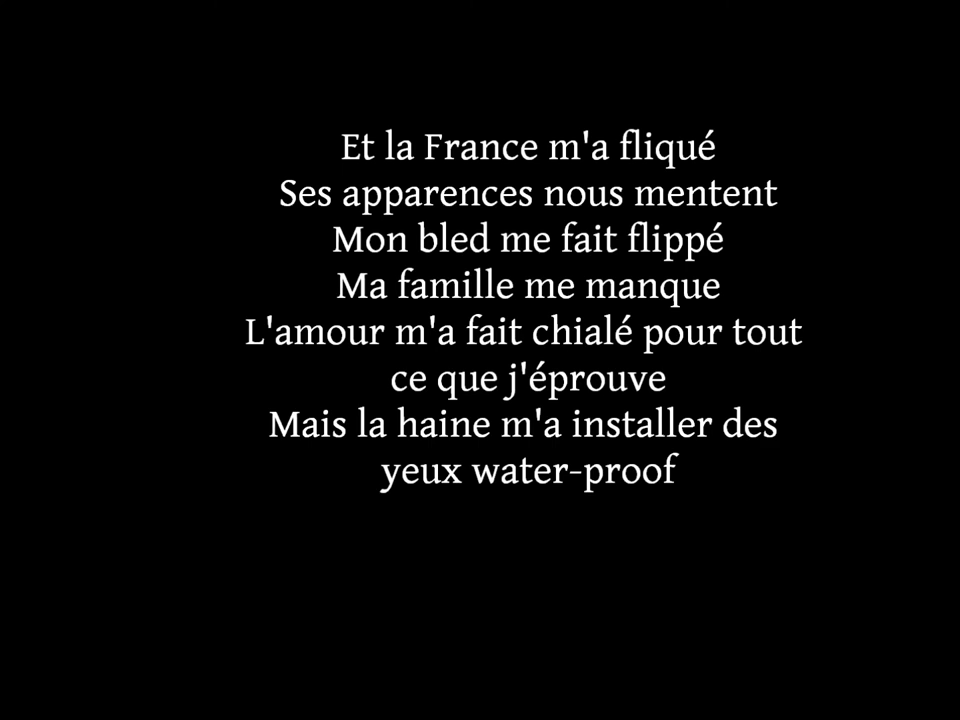 Et la France m'a fliqué
Ses apparences nous mentent
Mon bled me fait flippé
Ma famille me manque
L'amour m'a fait chialé pour tout
ce que j'éprouve
Mais la haine m'a installer des
yeux water-proof